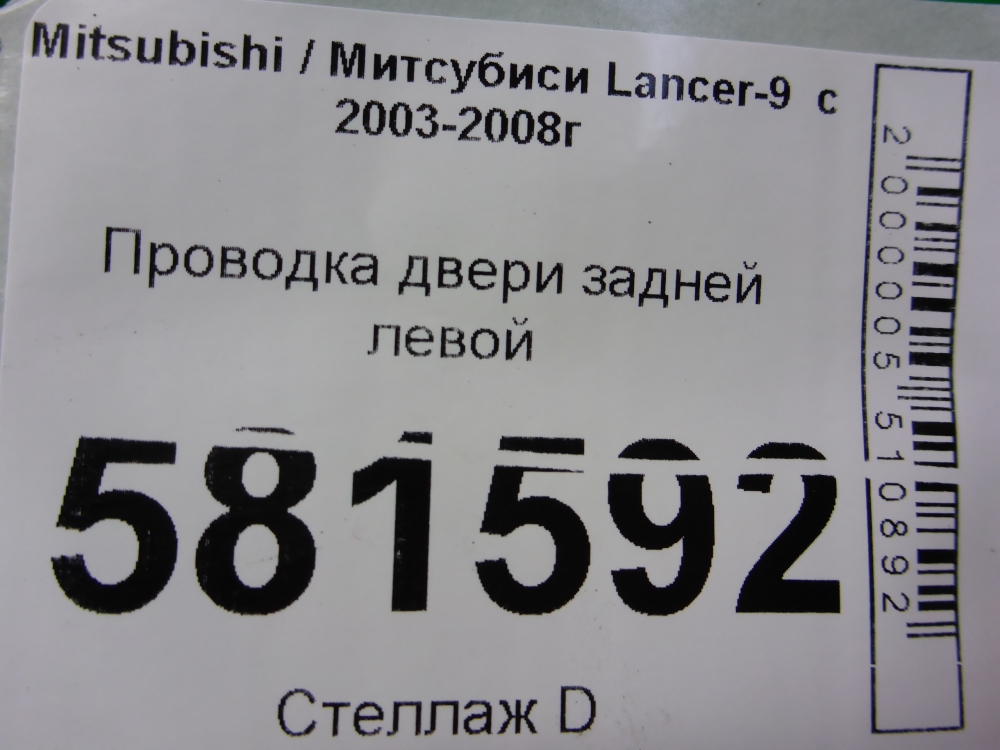 Mitsubishi / Митсубиси Lancer-9 с
2003-2008г
Проводка двери задней
левой
581592
Стеллаж D
2000005510892